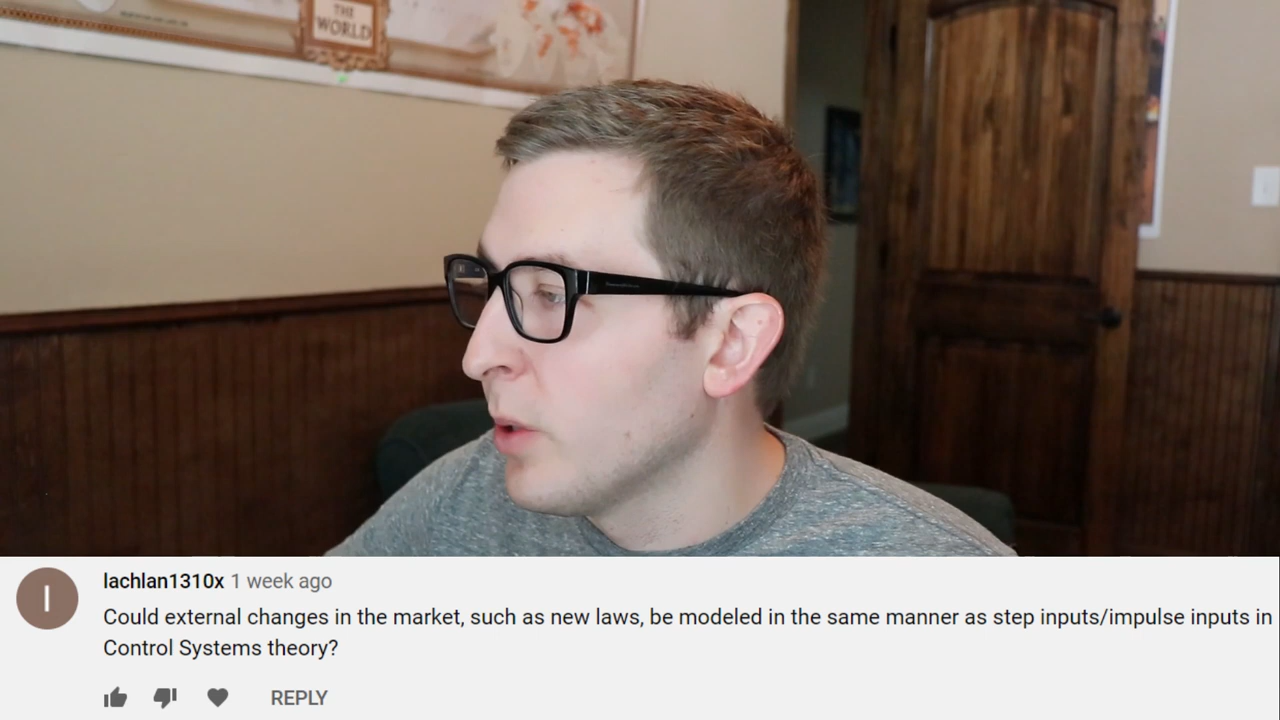 THE
WORLD
lachlan1310x 1 week ago
Could external changes in the market, such as new laws, be modeled in the same manner as step inputs/impulse inputs in
Control Systems theory?
REPLY